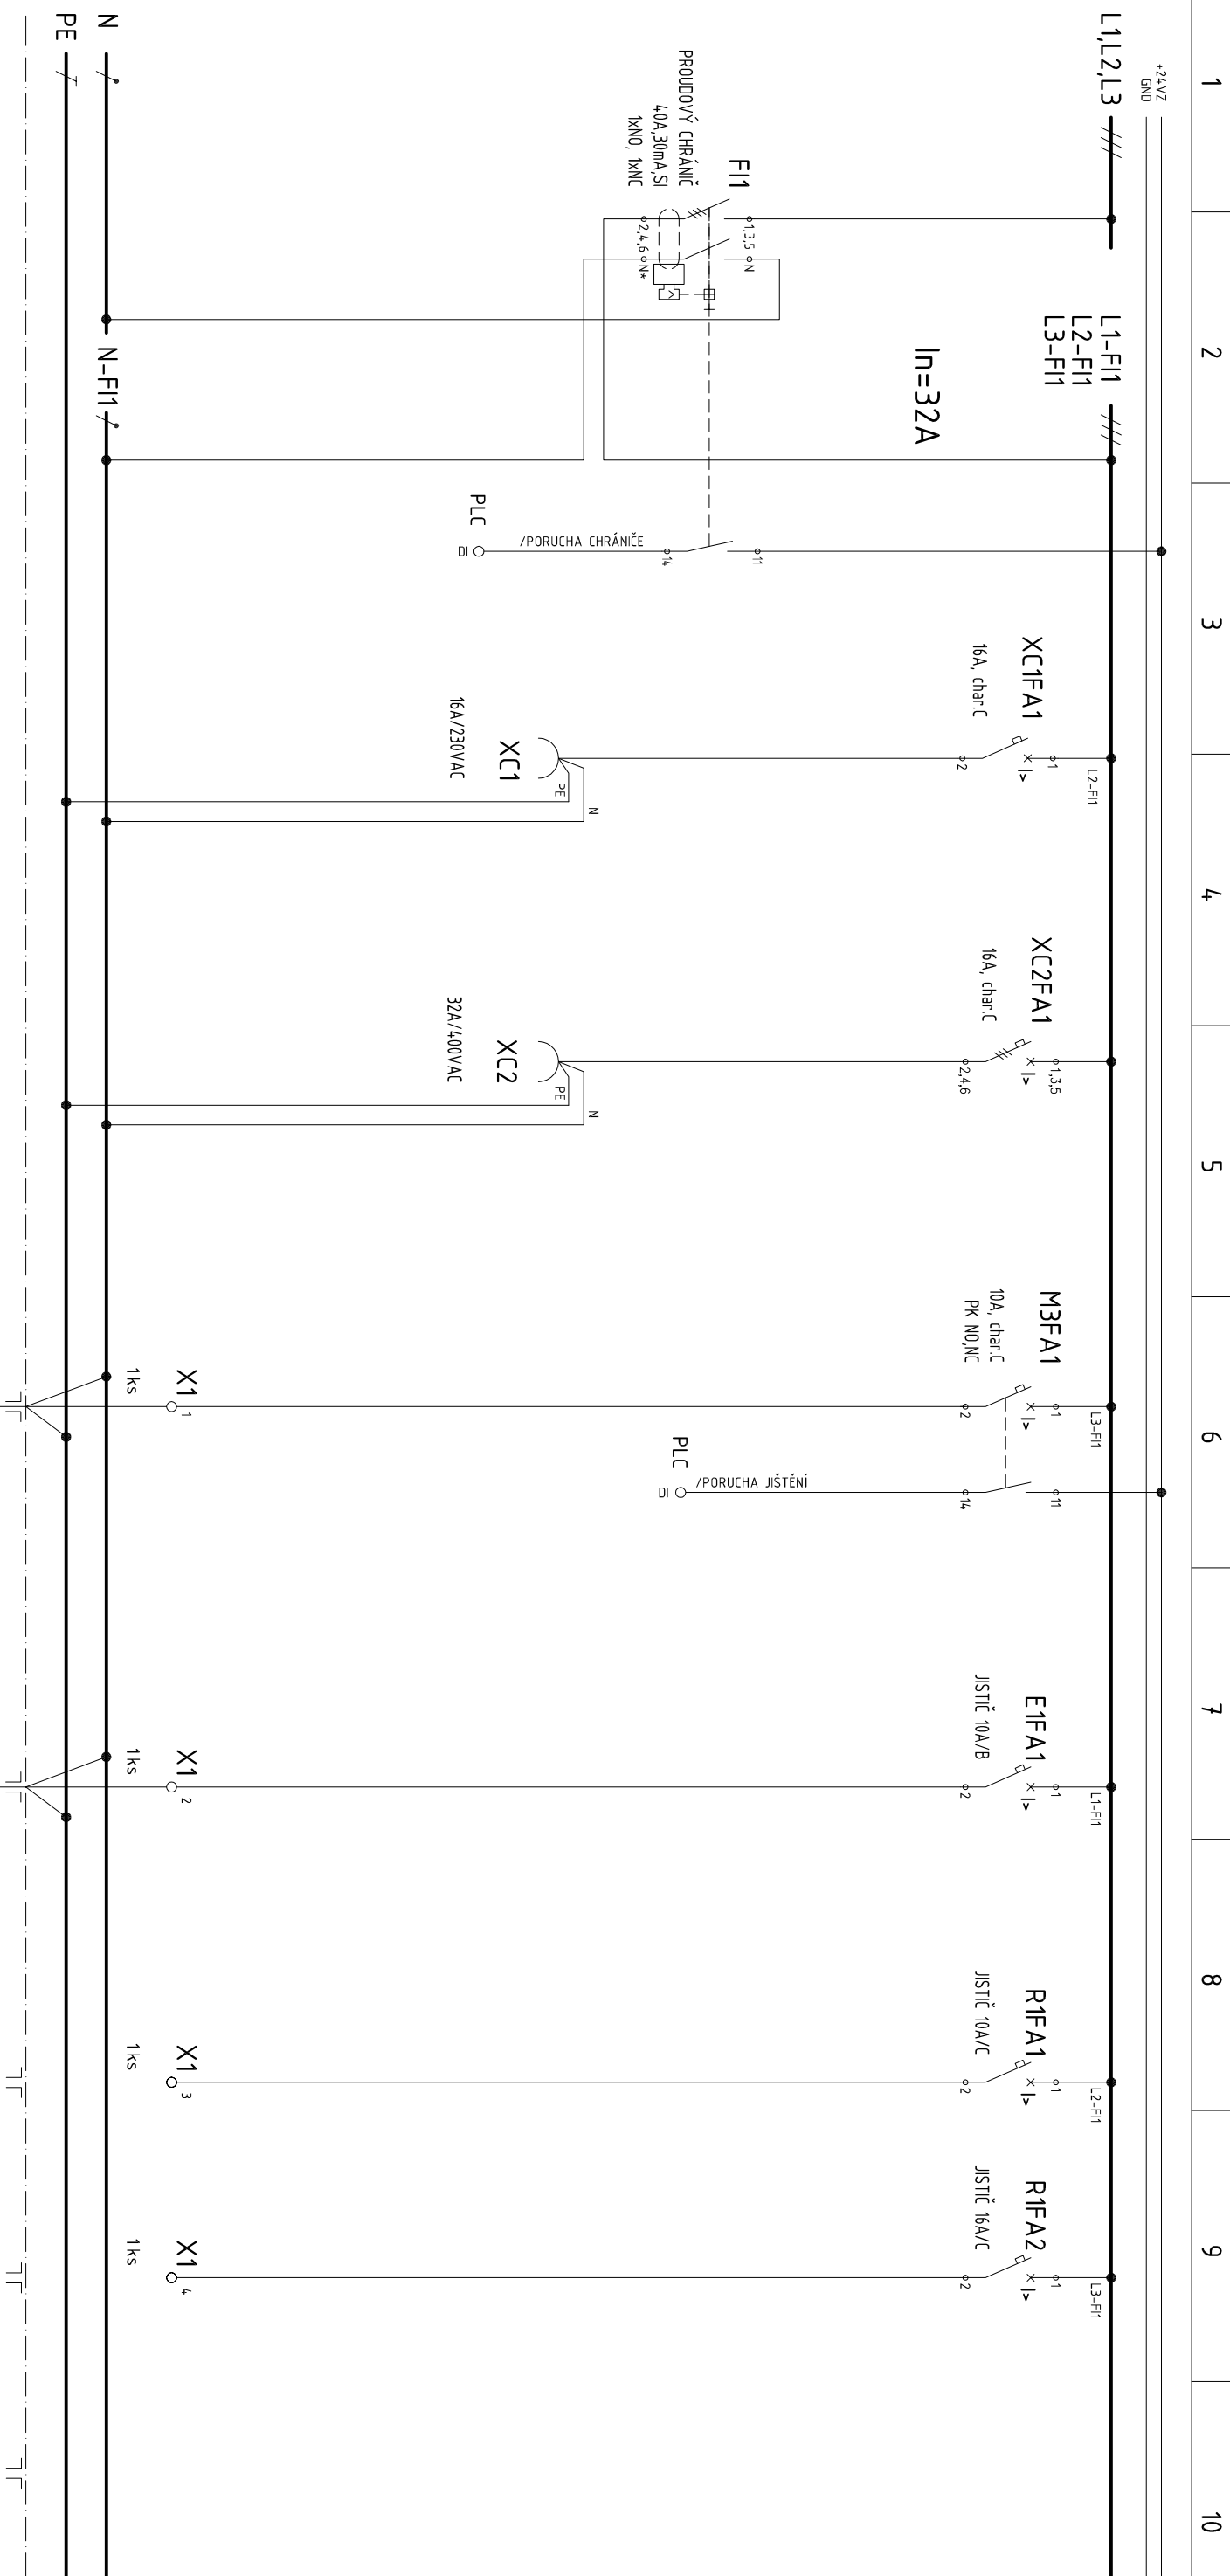 1
2
3
4
5
6
7
8
9
10
+24VZ
GND
L1,L2,L3
L1-FI1
L2-FI1
L3-FI1
In=32A
FI1
PROUDOVÝ CHRÁNIČ
40A,30mA,SI
1xNO, 1xNC
1,3,5
N
2,4,6
N*
11
14
/PORUCHA CHRÁNIČE
PLC
DI
XC1FA1
16A, char.C
L2-FI1
1
I>
2
XC1
16A/230VAC
PE
N
XC2FA1
16A, char.C
1,3,5
I>
2,4,6
XC2
32A/400VAC
PE
N
M3FA1
10A, char.C
PK NO,NC
L3-FI1
1
I>
2
11
14
/PORUCHA JIŠTĚNÍ
PLC
DI
X1
1
1ks
E1FA1
JISTIČ 10A/B
L1-FI1
1
I>
2
X1
2
1ks
R1FA1
JISTIČ 10A/C
L2-FI1
1
I>
2
X1
3
1ks
R1FA2
JISTIČ 16A/C
L3-FI1
1
I>
2
X1
4
1ks
N
N-FI1
PE